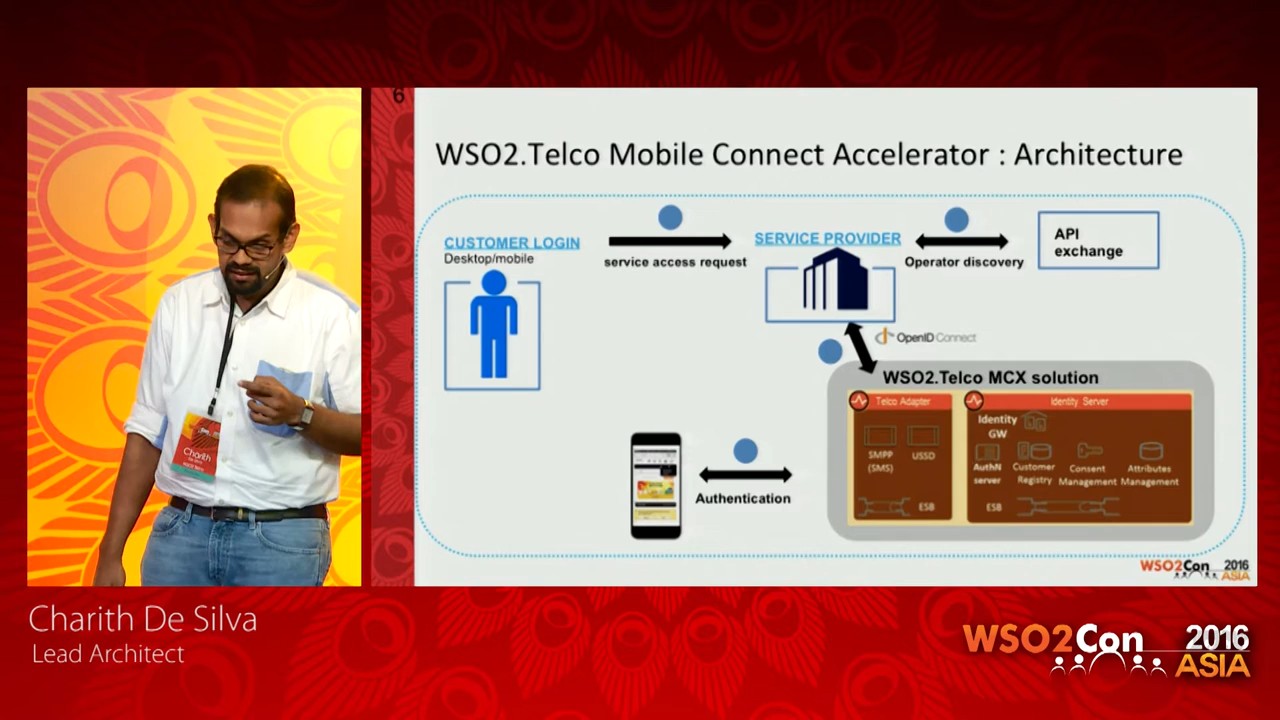 6
WSO2.Telco Mobile Connect Accelerator : Architecture
CUSTOMER LOGIN
Desktop/mobile
service access request
SERVICE PROVIDER
Operator discovery
API
exchange
OpenID Connect
WSO2.Telco MCX solution
Telco Adapter
SMPP
(SMS)
USSD
ESB
Identity Server
Identity
GW
AuthN
server
Customer
Registry
Consent
Management
Attributes
Management
ESB
Authentication
WSO2Con 2016
ASIA
Charith
Charith De Silva
Lead Architect
WSO2Con 2016
ASIA